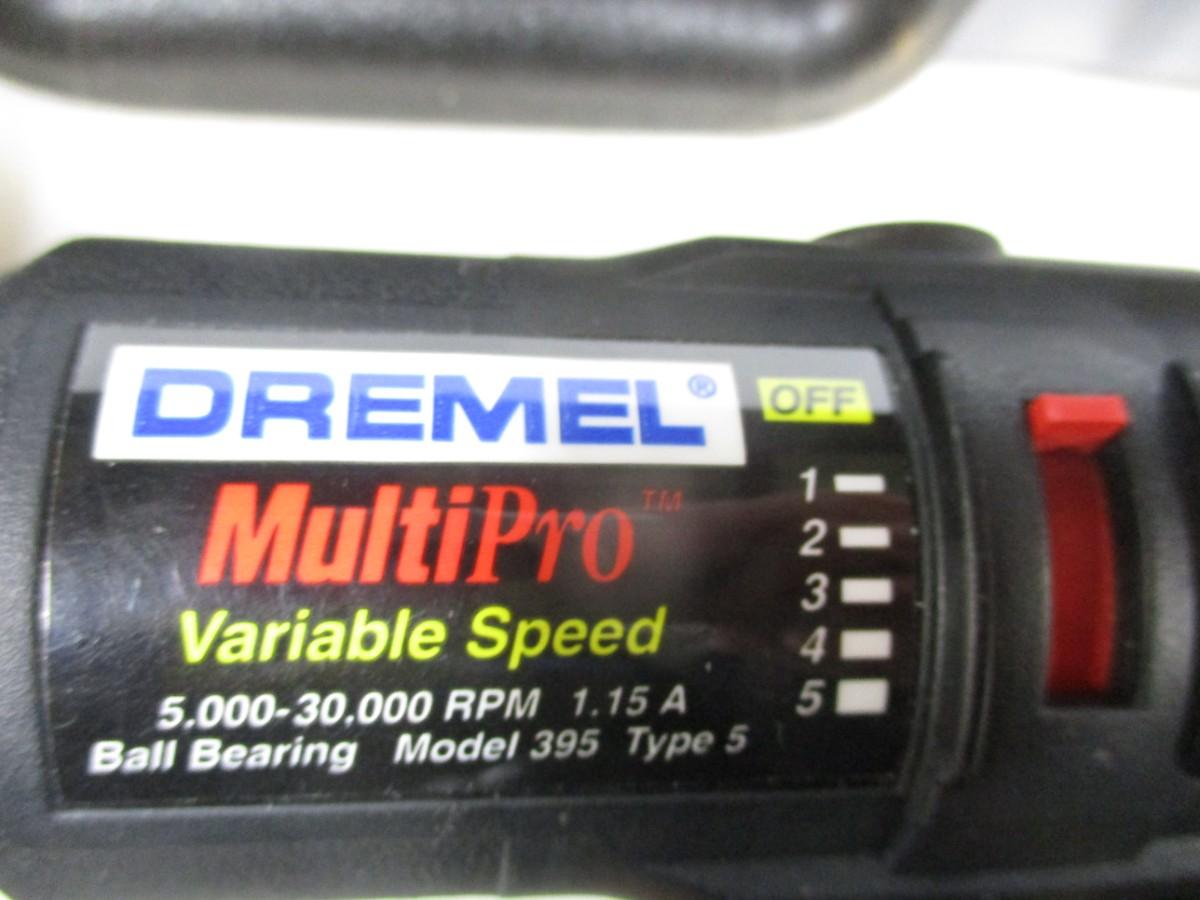 DREMEL®
OFF
MultiPro™
Variable Speed
5,000-30,000 RPM 1.15 A
Ball Bearing Model 395 Type 5
1
2
3
4
5